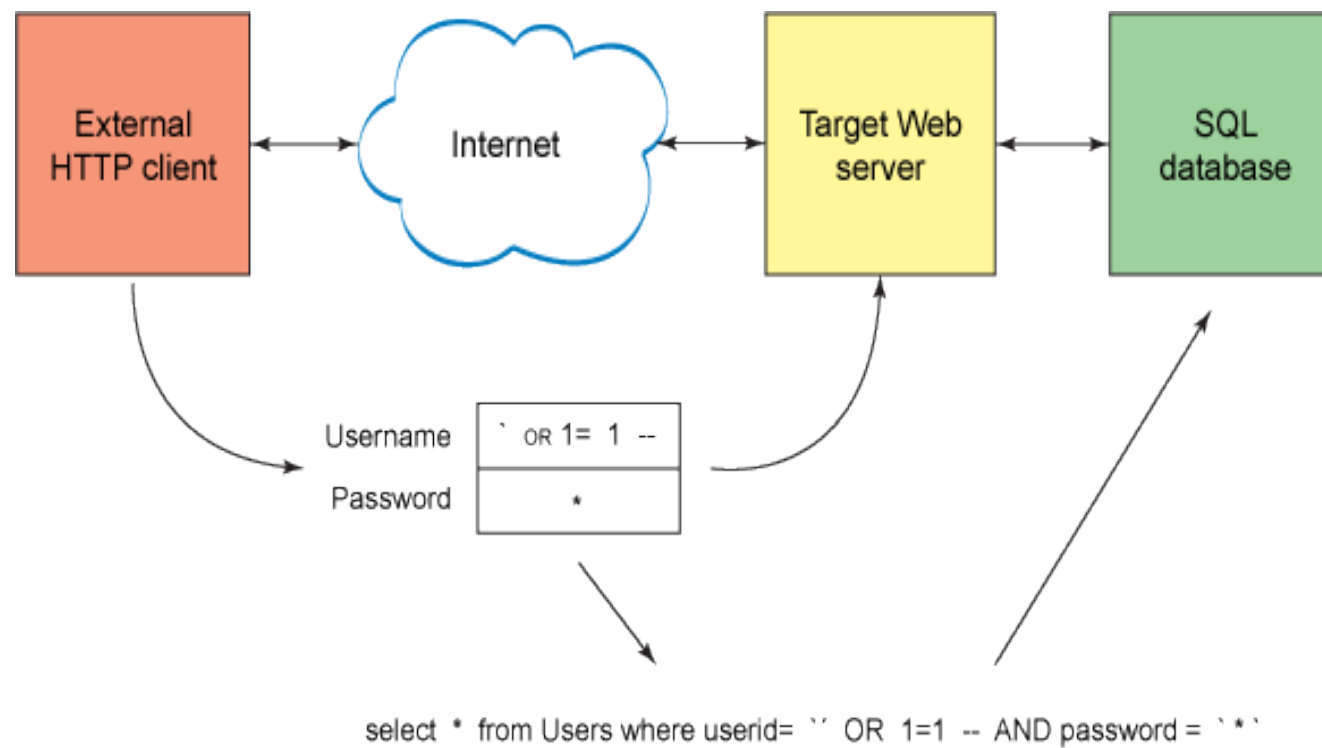 External
HTTP client
Internet
Target Web
server
SQL
database
Username
` OR 1= 1 --
Password
*
select * from Users where userid= `´ OR 1=1 -- AND password = `*`